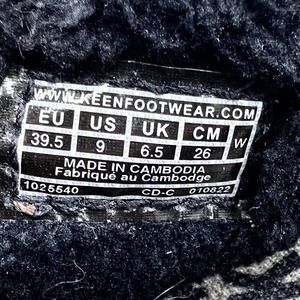 WWW.KEENFOOTWEAR.COM
EU US UK CM W
39.5 9 6.5 26
MADE IN CAMBODIA
Fabriqué au Cambodge
1025540 CD-C 010822